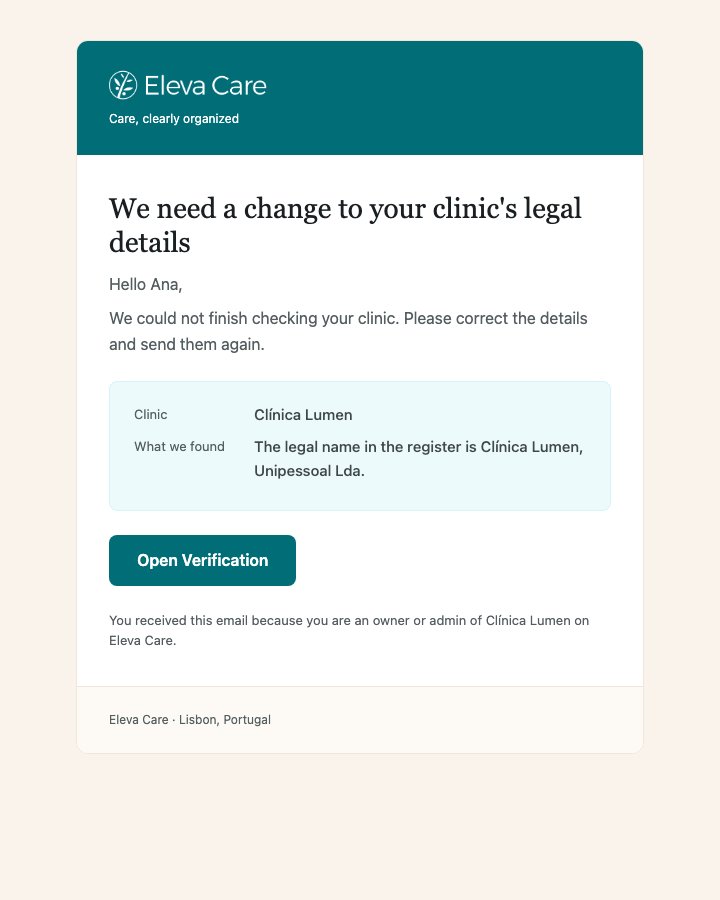 Eleva Care
Care, clearly organized
We need a change to your clinic's legal
details
Hello Ana,
We could not finish checking your clinic. Please correct the details
and send them again.
Clinic Clínica Lumen
What we found The legal name in the register is Clínica Lumen,
Unipessoal Lda.
Open Verification
You received this email because you are an owner or admin of Clínica Lumen on
Eleva Care.
Eleva Care · Lisbon, Portugal